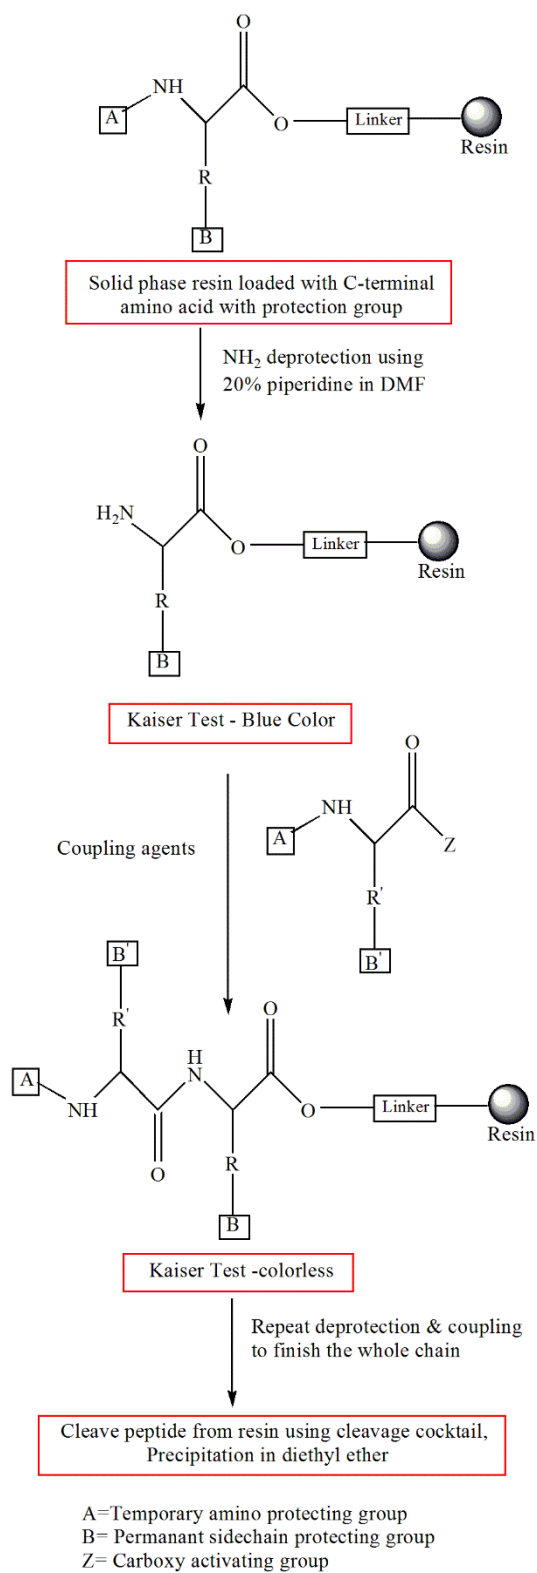 O
NH
A
O
Linker
Resin
R
B
Solid phase resin loaded with C-terminal
amino acid with protection group
NH2 deprotection using
20% piperidine in DMF
O
H2N
O
Linker
Resin
R
B
Kaiser Test - Blue Color
O
NH
A
Z
Coupling agents
R'
B'
B'
R'
O
H
N
A
NH
O
Linker
Resin
O
R
B
Kaiser Test -colorless
Repeat deprotection & coupling
to finish the whole chain
Cleave peptide from resin using cleavage cocktail,
Precipitation in diethyl ether
A=Temporary amino protecting group
B= Permanant sidechain protecting group
Z= Carboxy activating group